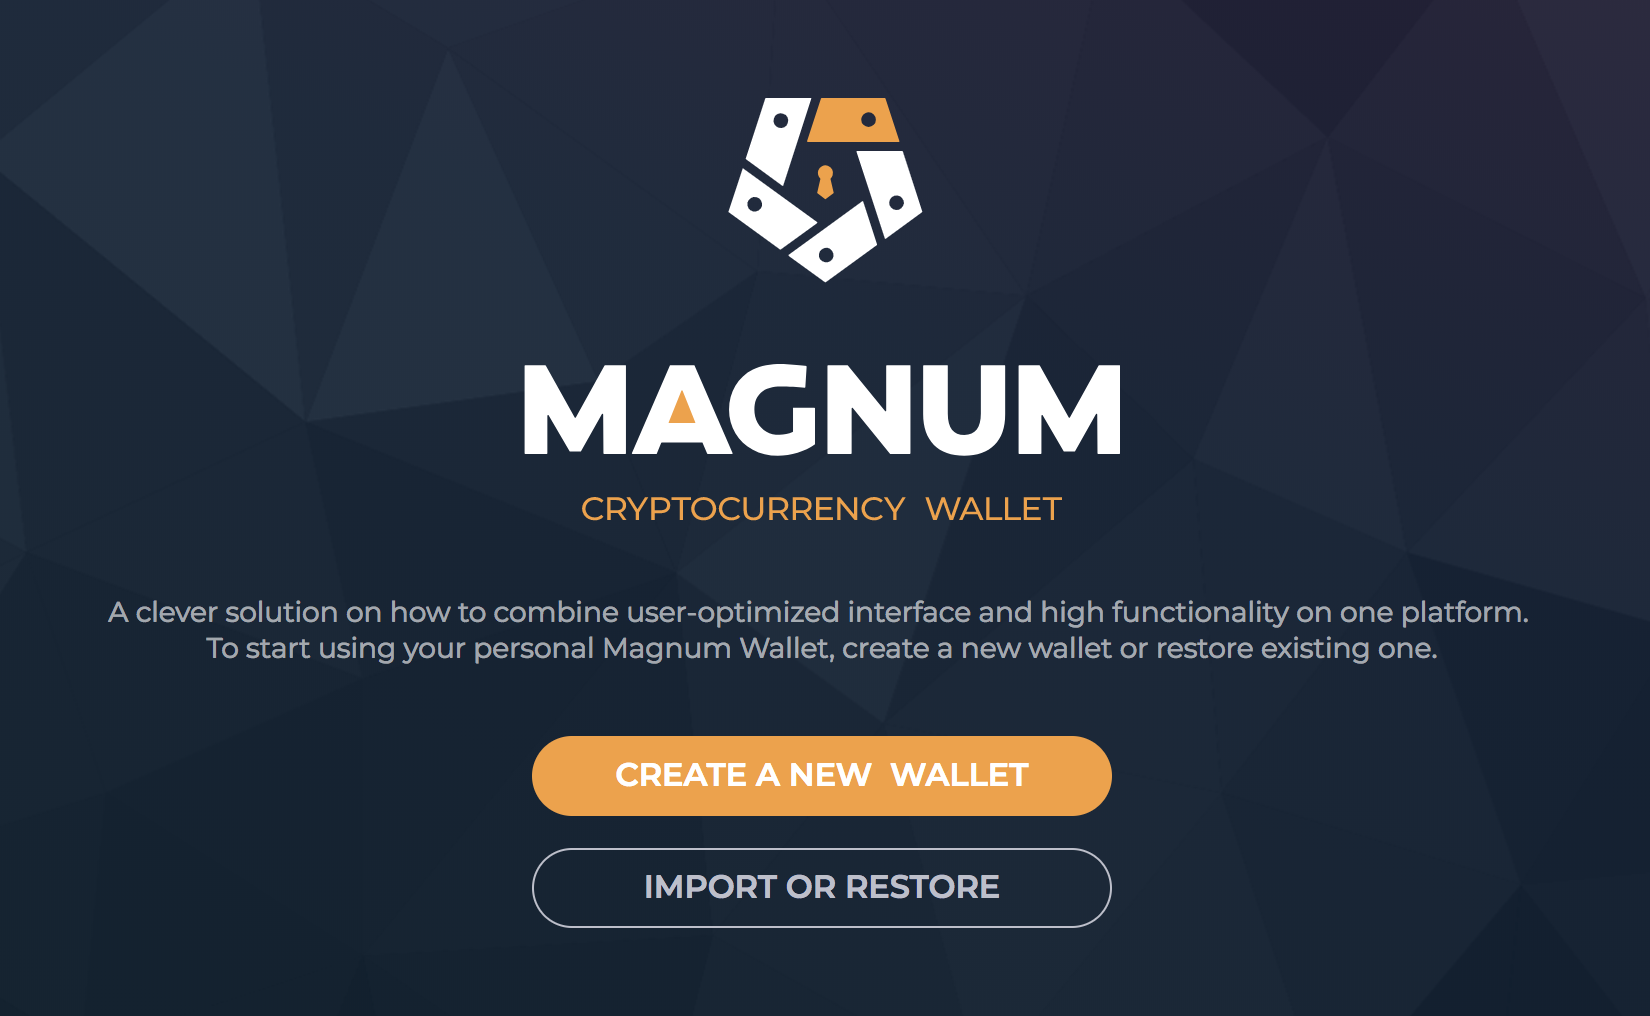 MAGNUM
CRYPTOCURRENCY WALLET
A clever solution on how to combine user-optimized interface and high functionality on one platform.
To start using your personal Magnum Wallet, create a new wallet or restore existing one.
CREATE A NEW WALLET
IMPORT OR RESTORE